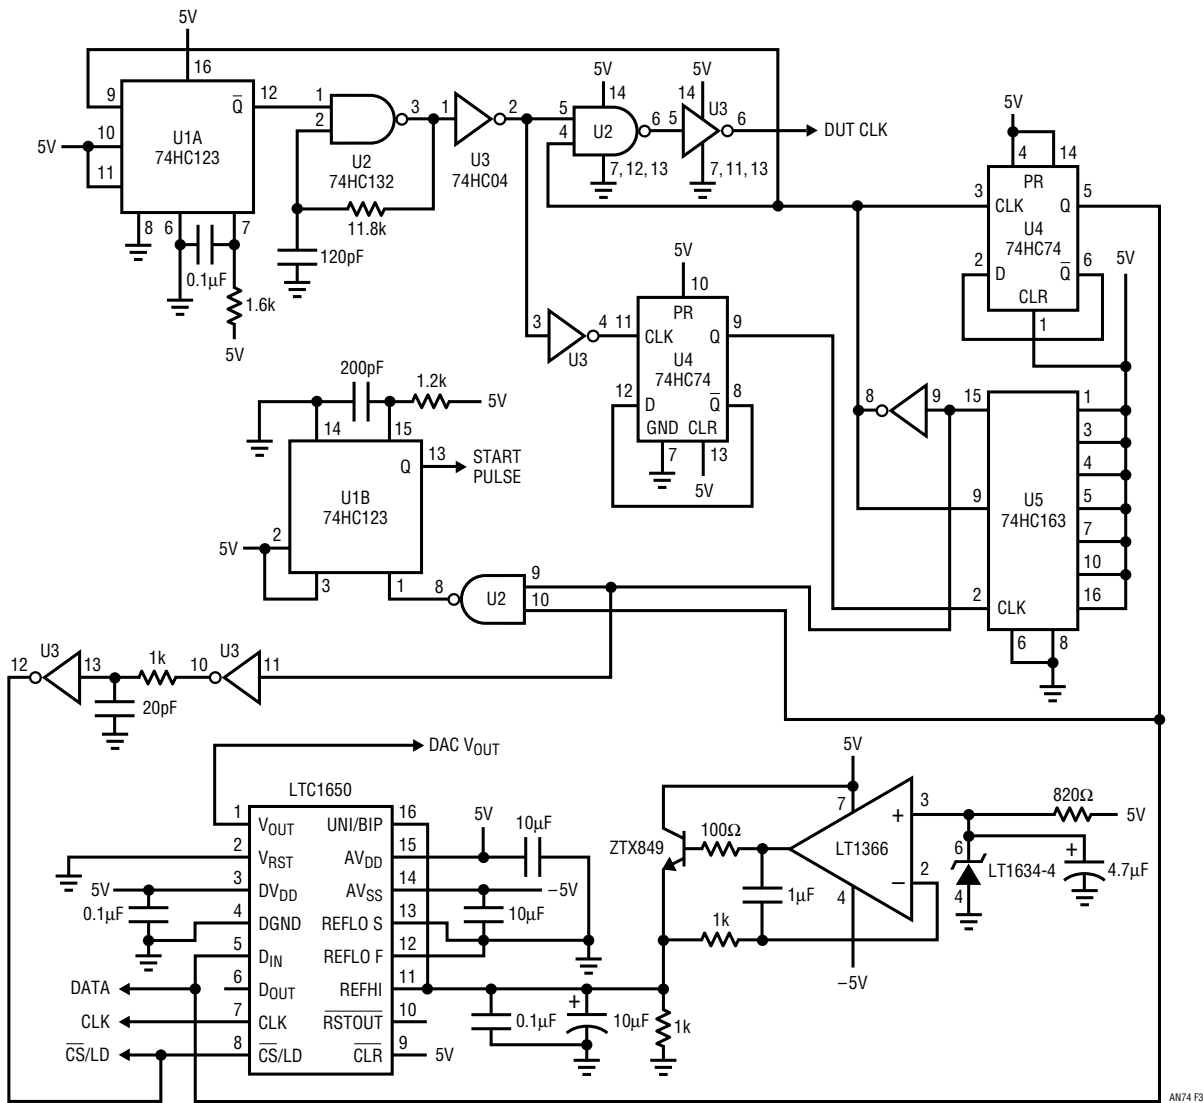 5V
16
9
12
Q
10
U1A
74HC123
5V
11
8
6
7
0.1µF
1.6k
5V
1
2
3
U2
74HC132
11.8k
120pF
1
2
U3
74HC04
5
4
5V
14
U2
6
7, 12, 13
5V
14
U3
5
6
7, 11, 13
DUT CLK
5V
4
14
PR
3
CLK
Q
5
U4
74HC74
2
D
Q
6
CLR
1
5V
3
4
U3
5V
10
PR
11
CLK
Q
9
U4
74HC74
12
D
Q
8
GND
CLR
7
13
5V
200pF
1.2k
5V
14
15
Q
13
START
PULSE
U1B
74HC123
5V
2
3
1
8
U2
9
10
8
9
15
1
3
4
9
U5
74HC163
5
7
10
2
CLK
16
6
8
12
U3
13
1k
10
U3
11
20pF
DAC VOUT
LTC1650
1
VOUT
UNI/BIP
16
2
VRST
AVDD
15
5V
10µF
5V
3
DVDD
AVSS
14
–5V
0.1µF
4
DGND
REFLO S
13
10µF
5
DIN
REFLO F
12
DATA
6
DOUT
REFHI
11
CLK
7
CLK
RSTOUT
10
CS/LD
8
CS/LD
CLR
9
5V
0.1µF
+
10µF
1k
ZTX849
100Ω
5V
7
LT1366
+
3
820Ω
5V
–
2
4
–5V
1µF
1k
6
LT1634-4
4
+
4.7µF
AN74 F3